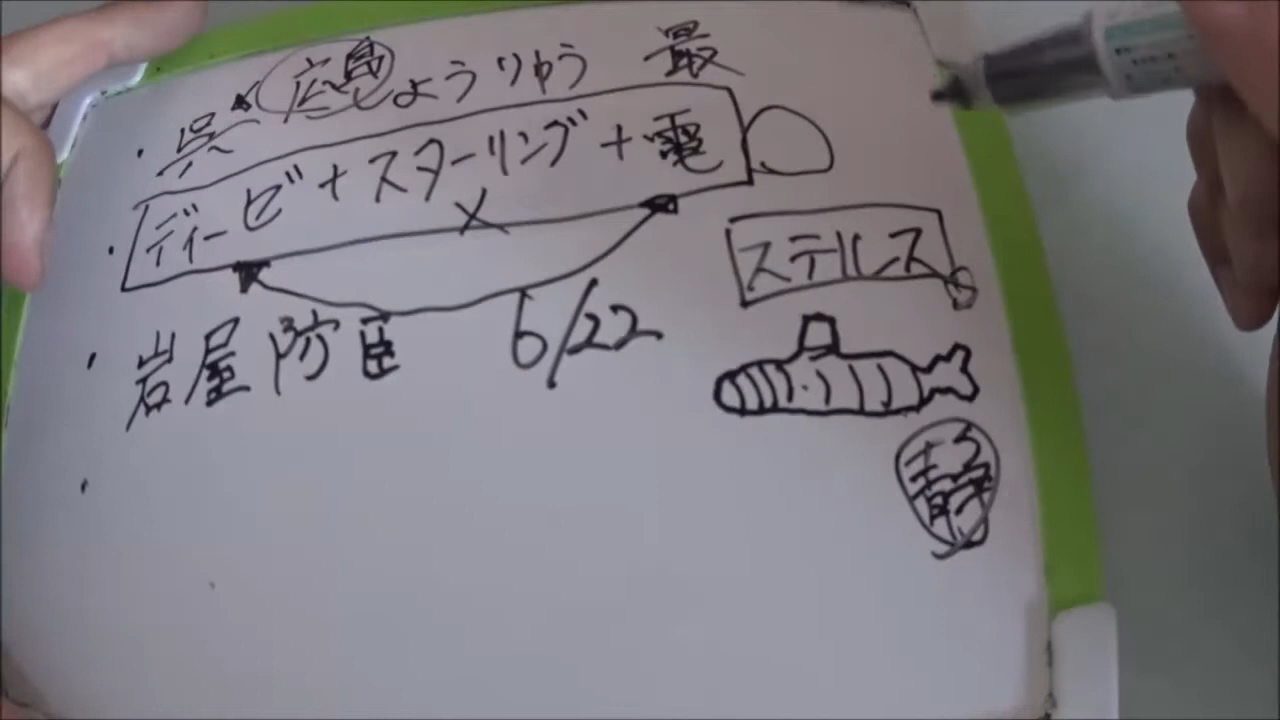 ・呉 広島 ようりゅう 最
・ディーゼ+スターリング+電
×
ステルス
・岩屋防臣 6/22
静
・